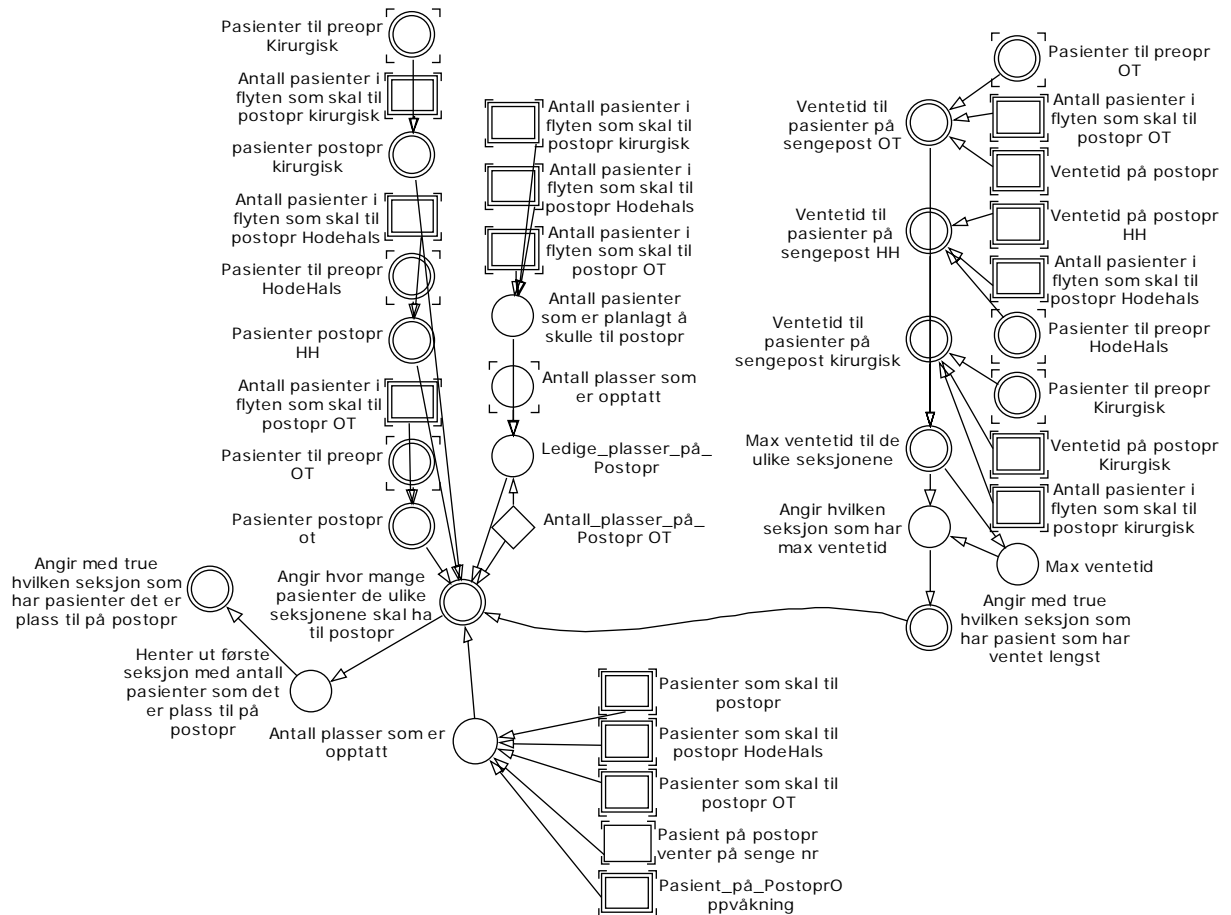 Pasienter til preopr
Kirurgisk
Antall pasienter i
flyten som skal til
postopr kirurgisk
pasienter postopr
kirurgisk
Antall pasienter i
flyten som skal til
postopr Hodehals
Pasienter til preopr
HodeHals
Pasienter postopr
HH
Antall pasienter i
flyten som skal til
postopr OT
Pasienter til preopr
OT
Pasienter postopr
ot
Antall pasienter i
flyten som skal til
postopr kirurgisk
Antall pasienter i
flyten som skal til
postopr Hodehals
Antall pasienter i
flyten som skal til
postopr OT
Antall pasienter
som er planlagt å
skulle til postopr
Antall plasser som
er opptatt
Ledige_plasser_på_
Postopr
Antall_plasser_på_
Postopr OT
Ventetid til
pasienter på
sengepost OT
Ventetid til
pasienter på
sengepost HH
Ventetid til
pasienter på
sengepost kirurgisk
Max ventetid til de
ulike seksjonene
Angir hvilken
seksjon som har
max ventetid
Pasienter til preopr
OT
Antall pasienter i
flyten som skal til
postopr OT
Ventetid på postopr
Ventetid på postopr
HH
Antall pasienter i
flyten som skal til
postopr Hodehals
Pasienter til preopr
HodeHals
Pasienter til preopr
Kirurgisk
Ventetid på postopr
Kirurgisk
Antall pasienter i
flyten som skal til
postopr kirurgisk
Max ventetid
Angir med true
hvilken seksjon som
har pasient som har
ventet lengst
Angir med true
hvilken seksjon som
har pasienter det er
plass til på postopr
Angir hvor mange
pasienter de ulike
seksjonene skal ha
til postopr
Henter ut første
seksjon med antall
pasienter som det
er plass til på
postopr
Antall plasser som er
opptatt
Pasienter som skal til
postopr
Pasienter som skal til
postopr HodeHals
Pasienter som skal til
postopr OT
Pasient på postopr
venter på senge nr
Pasient_på_PostoprO
ppvåkning